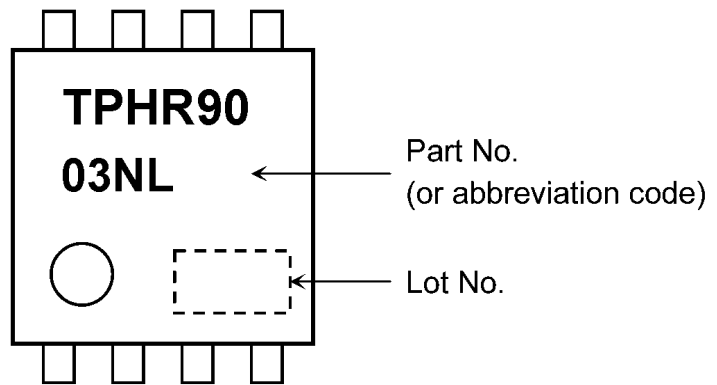 TPHR90
03NL
Part No.
(or abbreviation code)
Lot No.